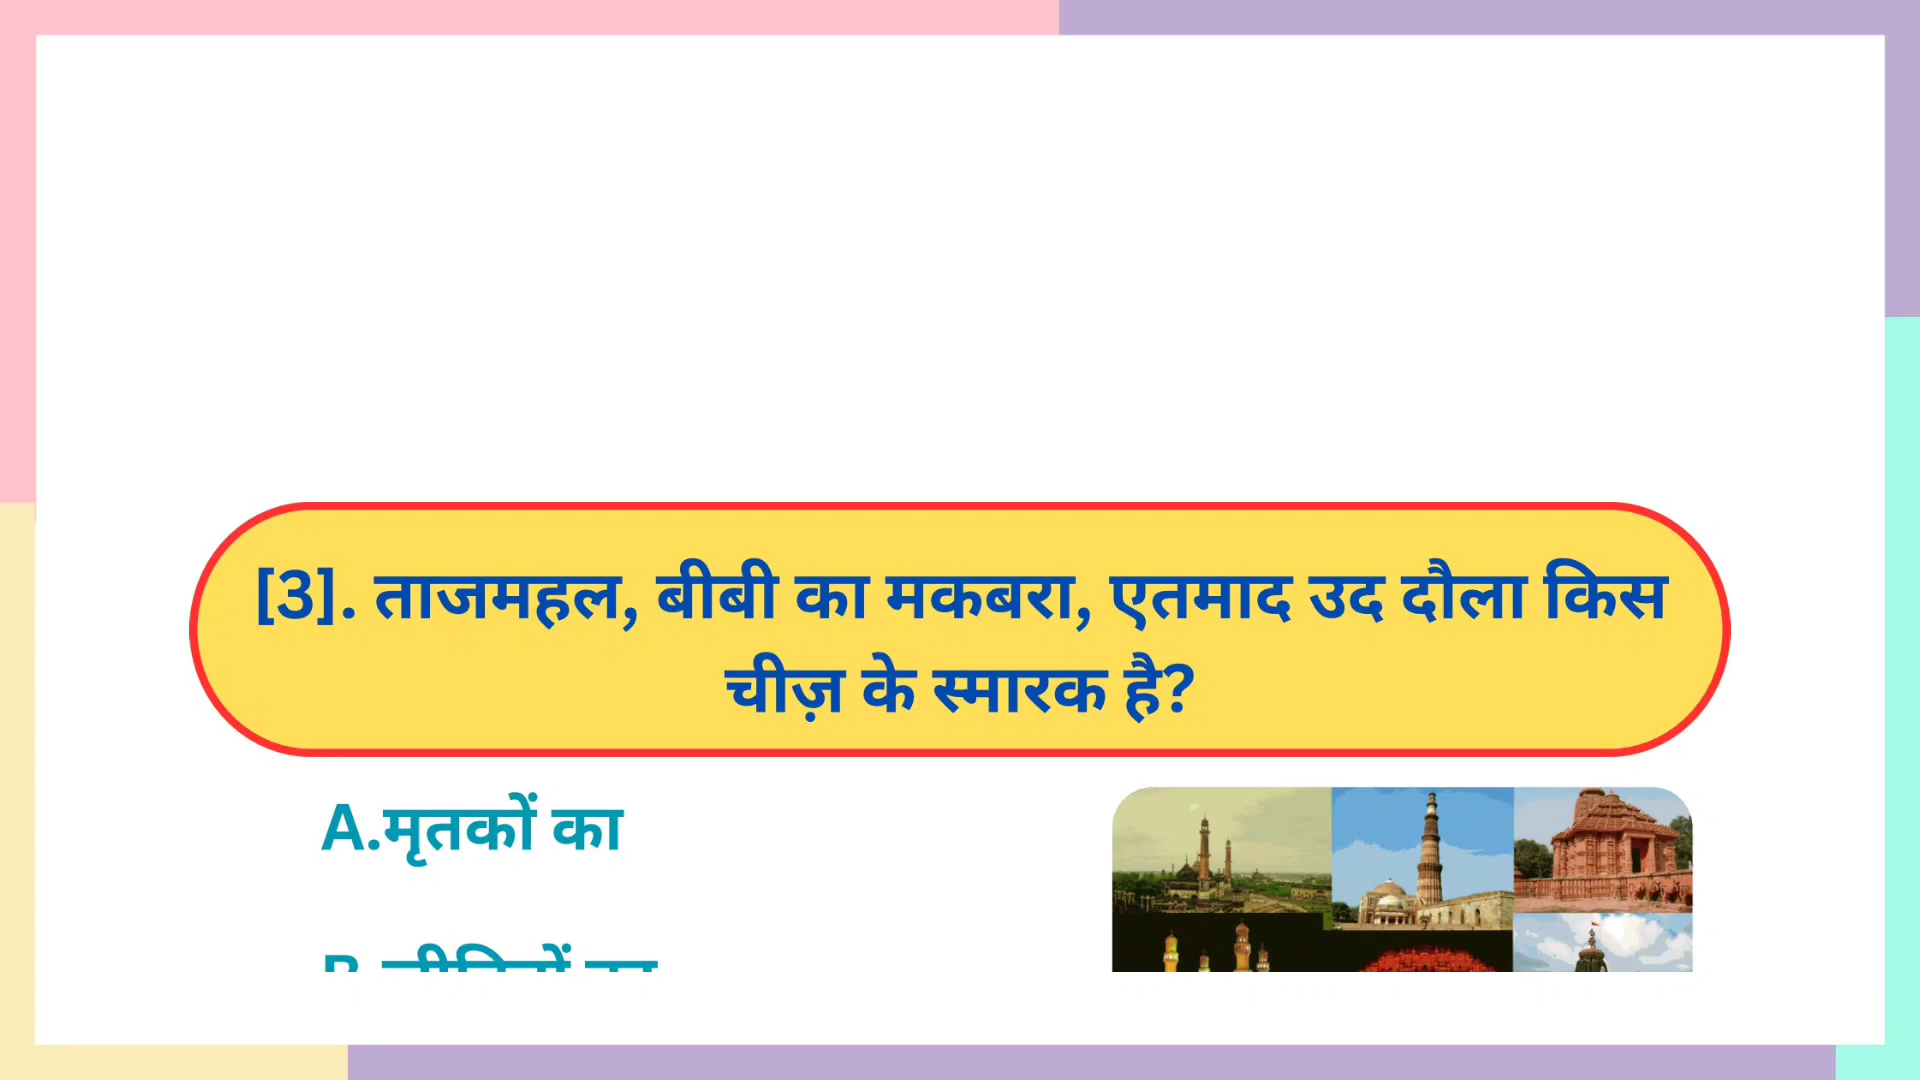 [3]. ताजमहल, बीबी का मकबरा, एतमाद उद दौला किस
चीज़ के स्मारक है?
A.मृतकों का